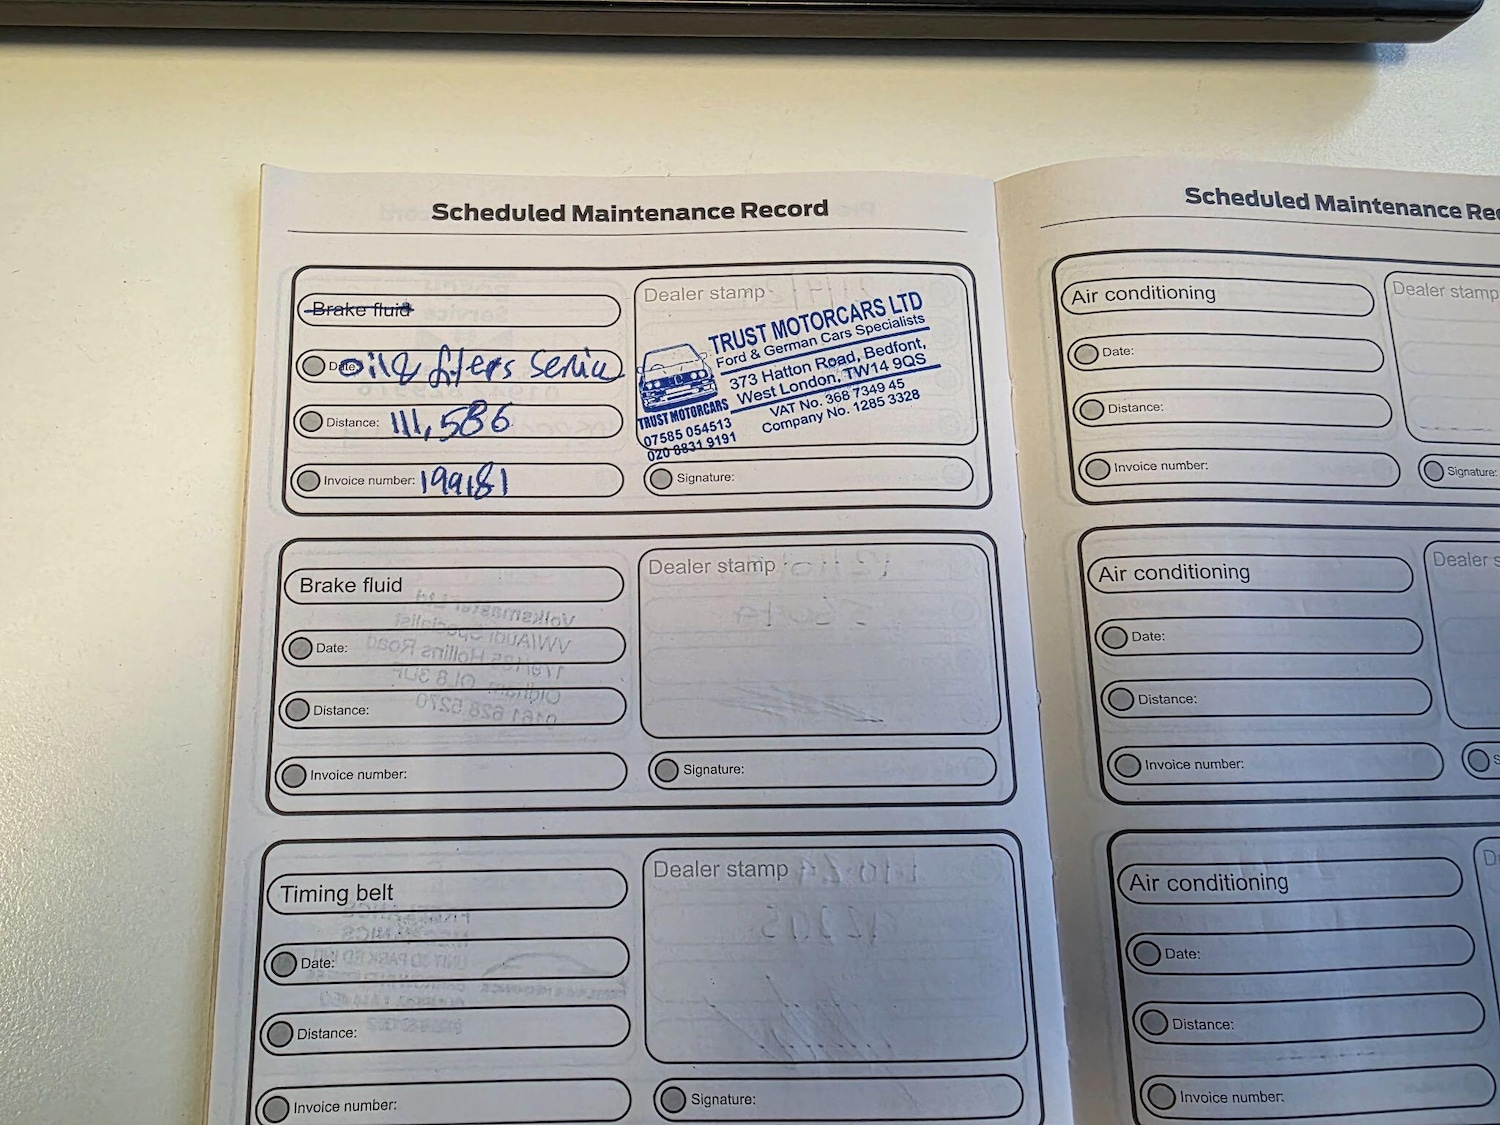 Scheduled Maintenance Record
Brake fluid
Date: Oil & filters Service
Distance: 111,586
Invoice number:
Dealer stamp
TRUST MOTORCARS LTD
Ford & German Cars Specialists
373 Hatton Road, Bedfont,
West London, TW14 9QS
VAT No. 368 7349 45
Company No. 1285 3328
TRUST MOTORCARS
07585 054513
020 8831 9191
Signature:
Brake fluid
Date:
Distance:
Invoice number:
Dealer stamp
Signature:
Timing belt
Date:
Distance:
Invoice number:
Dealer stamp
Signature:
Scheduled Maintenance Rec
Air conditioning
Date:
Distance:
Invoice number:
Dealer stamp
Signature:
Air conditioning
Date:
Distance:
Invoice number:
Dealer s
S
Air conditioning
Date:
Distance:
Invoice number:
D